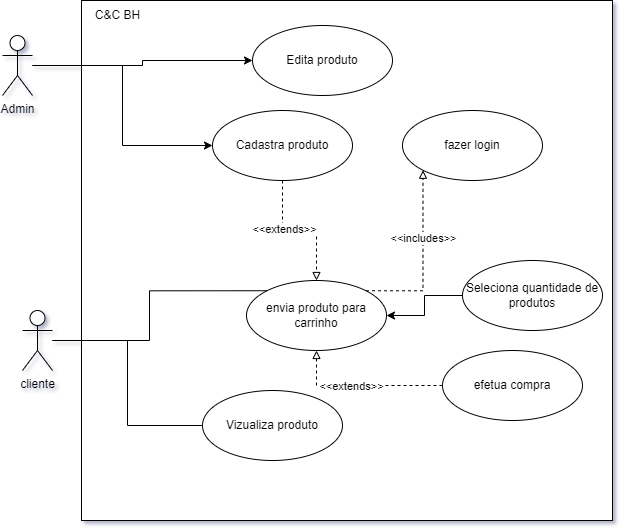 C&C BH
Edita produto
Admin
Cadastra produto
fazer login
<<extends>>
<<includes>>
envia produto para
carrinho
Seleciona quantidade de
produtos
cliente
<<extends>>
efetua compra
Vizualiza produto